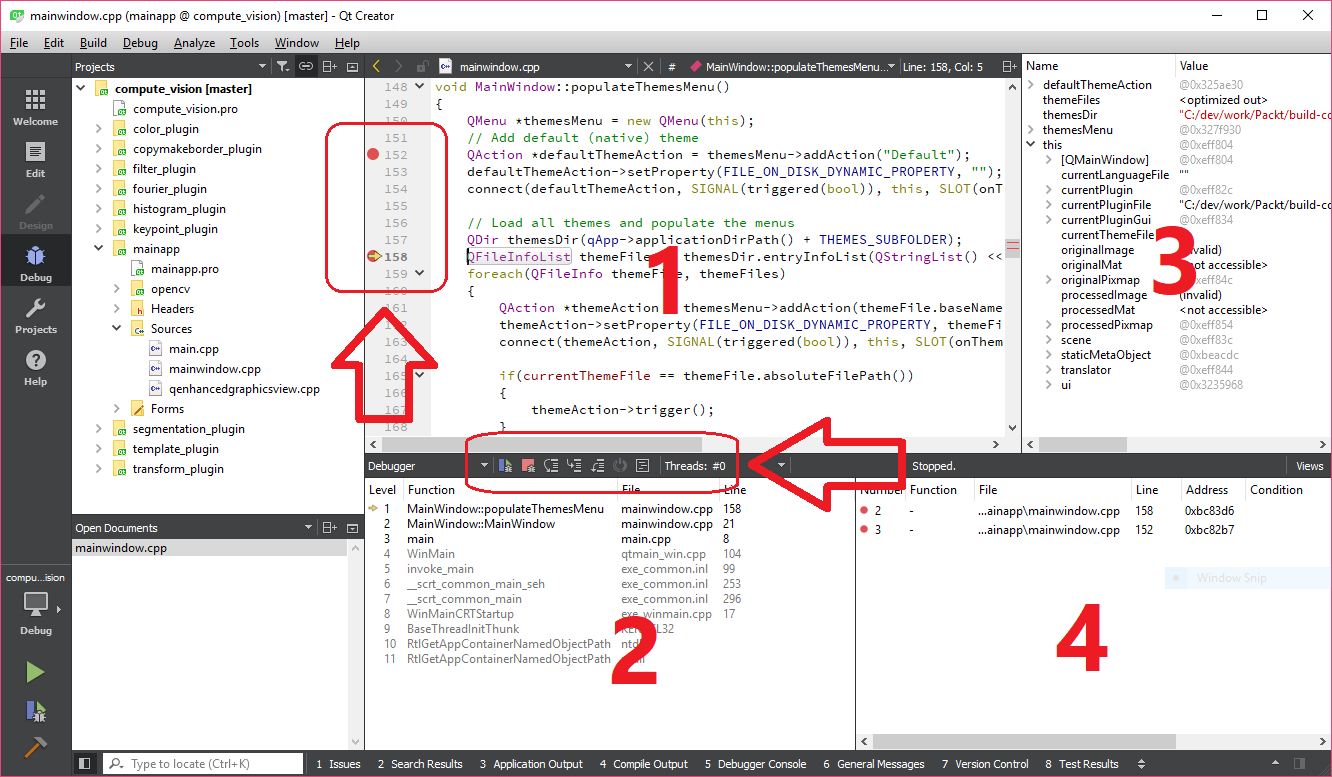 mainwindow.cpp (mainapp @ compute_vision) [master] - Qt Creator
File Edit Build Debug Analyze Tools Window Help
Projects
mainwindow.cpp
#
MainWindow::populateThemesMenu...
Line: 158, Col: 5
Welcome
Edit
Design
Debug
Projects
Help
compute_vision [master]
compute_vision.pro
color_plugin
copymakeborder_plugin
filter_plugin
fourier_plugin
histogram_plugin
keypoint_plugin
mainapp
mainapp.pro
opencv
Headers
Sources
main.cpp
mainwindow.cpp
qenhancedgraphicsview.cpp
Forms
segmentation_plugin
template_plugin
transform_plugin
148 void MainWindow::populateThemesMenu()
149 {
150 QMenu *themesMenu = new QMenu(this);
151 // Add default (native) theme
152 QAction *defaultThemeAction = themesMenu->addAction("Default");
153 defaultThemeAction->setProperty(FILE_ON_DISK_DYNAMIC_PROPERTY, "");
154 connect(defaultThemeAction, SIGNAL(triggered(bool)), this, SLOT(onT
155
156 // Load all themes and populate the menus
157 QDir themesDir(qApp->applicationDirPath() + THEMES_SUBFOLDER);
158 QFileInfoList themeFile themesDir.entryInfoList(QStringList() <<
159 foreach(QFileInfo themeFile, themeFiles)
160 {
161 QAction *themeAction themesMenu->addAction(themeFile.baseName
162 themeAction->setProperty(FILE_ON_DISK_DYNAMIC_PROPERTY, themeFi
163 connect(themeAction, SIGNAL(triggered(bool)), this, SLOT(onThem
164
165 if(currentThemeFile == themeFile.absoluteFilePath())
166 {
167 themeAction->trigger();
168 }
1
Name Value
defaultThemeAction @0x325ae30
themeFiles <optimized out>
themesDir "C:/dev/work/Packt/build-co
themesMenu @0x327f930
this @0xeff804
[QMainWindow] @0xeff804
currentLanguageFile ""
currentPlugin @0xeff82c
currentPluginFile "C:/dev/work/Packt/build-co
currentPluginGui @0xeff834
currentThemeFile
originalImage
originalMat <not accessible>
originalPixmap
processedImage (invalid)
processedMat <not accessible>
processedPixmap @0xeff854
scene @0xeff83c
staticMetaObject @0xbeacdc
translator @0xeff844
ui @0x3235968
3
Open Documents
mainwindow.cpp
Debugger
Threads: #0
Stopped.
Views
Level Function File Line
1 MainWindow::populateThemesMenu mainwindow.cpp 158
2 MainWindow::MainWindow mainwindow.cpp 21
3 main main.cpp 8
4 WinMain qtmain_win.cpp 104
5 invoke_main exe_common.inl 99
6 __scrt_common_main_seh exe_common.inl 253
7 __scrt_common_main exe_common.inl 296
8 WinMainCRTStartup exe_winmain.cpp 17
9 BaseThreadInitThunk KERNEL32
10 RtlGetAppContainerNamedObjectPath
11 RtlGetAppContainerNamedObjectPath
2
Number Function File Line Address Condition
2 - ...ainapp\mainwindow.cpp 158 0xbc83d6
3 - ...ainapp\mainwindow.cpp 152 0xbc82b7
Window Snip
4
compu...ision
Debug
Type to locate (Ctrl+K)
1 Issues 2 Search Results 3 Application Output 4 Compile Output 5 Debugger Console 6 General Messages 7 Version Control 8 Test Results